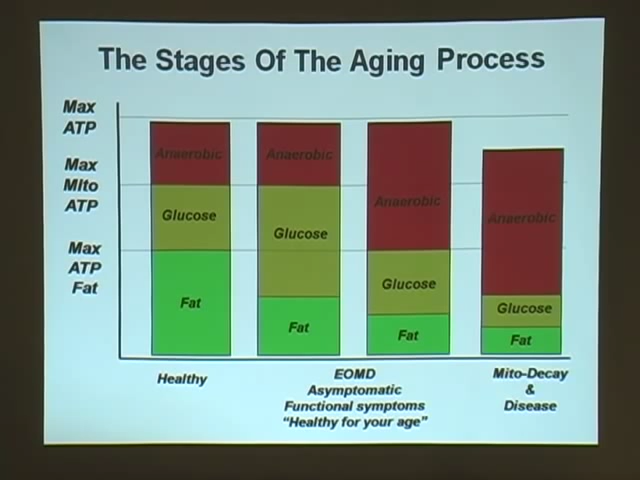 The Stages Of The Aging Process
Max
ATP
Max
Mito
ATP
Max
ATP
Fat
Anaerobic
Glucose
Fat
Anaerobic
Glucose
Fat
Anaerobic
Glucose
Fat
Anaerobic
Glucose
Fat
Healthy
EOMD
Asymptomatic
Functional symptoms
"Healthy for your age"
Mito-Decay
&
Disease